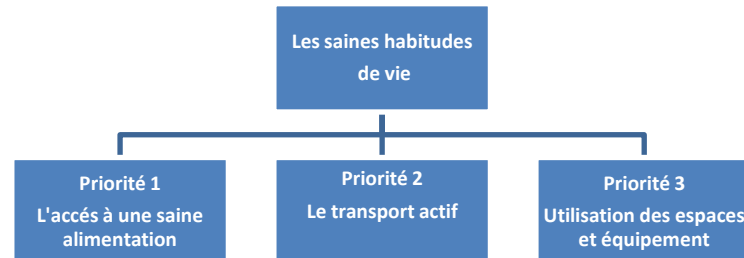 Les saines habitudes
de vie
Priorité 1
L'accés à une saine
alimentation
Priorité 2
Le transport actif
Priorité 3
Utilisation des espaces
et équipement